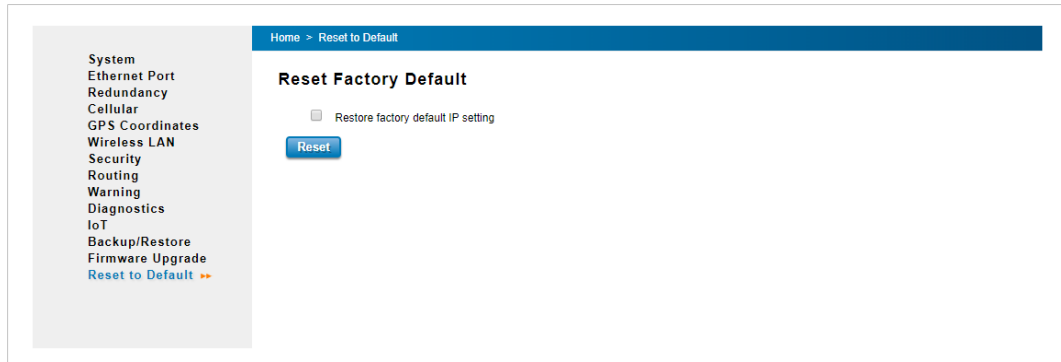 Home > Reset to Default
System
Ethernet Port
Redundancy
Cellular
GPS Coordinates
Wireless LAN
Security
Routing
Warning
Diagnostics
IoT
Backup/Restore
Firmware Upgrade
Reset to Default
Reset Factory Default
Restore factory default IP setting
Reset